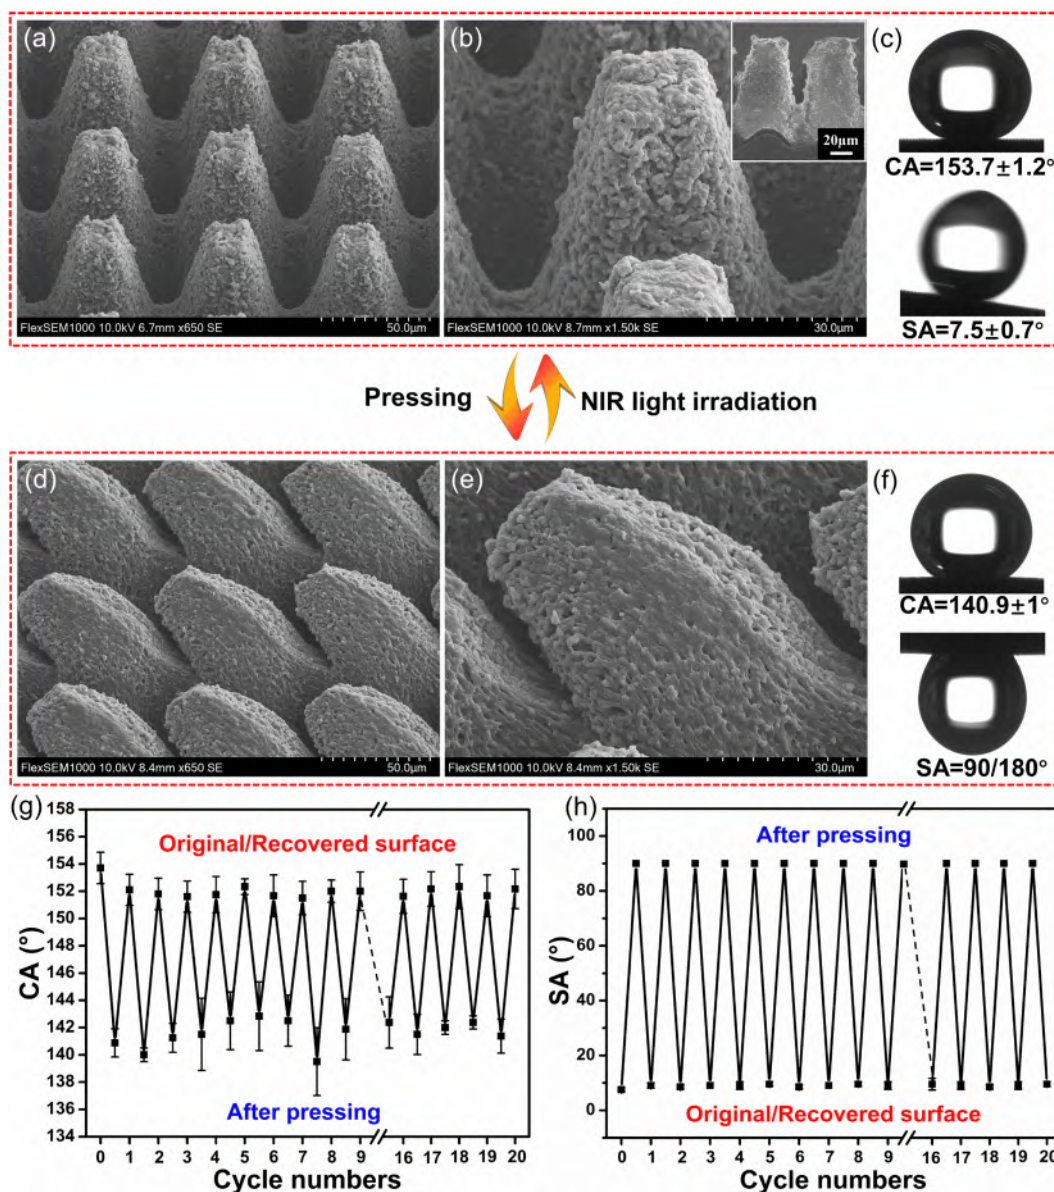 (a)
(b)
(c)
20μm
CA=153.7±1.2°
SA=7.5±0.7°
FlexSEM1000 10.0kV 6.7mm x650 SE
50.0μm
FlexSEM1000 10.0kV 8.7mm x1.50k SE
30.0μm
Pressing
NIR light irradiation
(d)
(e)
(f)
CA=140.9±1°
SA=90/180°
FlexSEM1000 10.0kV 8.4mm x650 SE
50.0μm
FlexSEM1000 10.0kV 8.4mm x1.50k SE
30.0μm
(g)
158
156
154
152
150
148
146
144
142
140
138
136
134
CA (°)
Original/Recovered surface
After pressing
0 1 2 3 4 5 6 7 8 9 16 17 18 19 20
Cycle numbers
(h)
100
80
60
40
20
0
SA (°)
After pressing
Original/Recovered surface
0 1 2 3 4 5 6 7 8 9 16 17 18 19 20
Cycle numbers